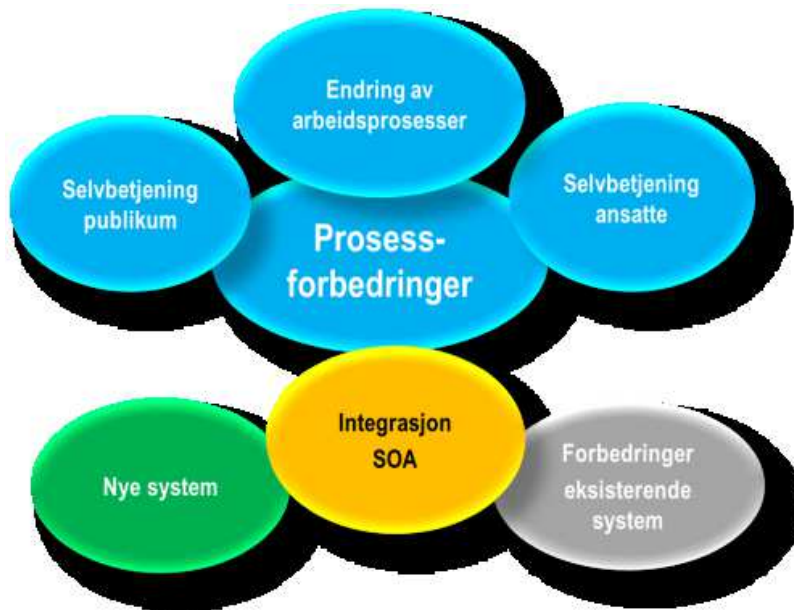 Endring av
arbeidsprosesser
Selvbetjening
publikum
Selvbetjening
ansatte
Prosess-
forbedringer
Integrasjon
SOA
Nye system
Forbedringer
eksisterende
system